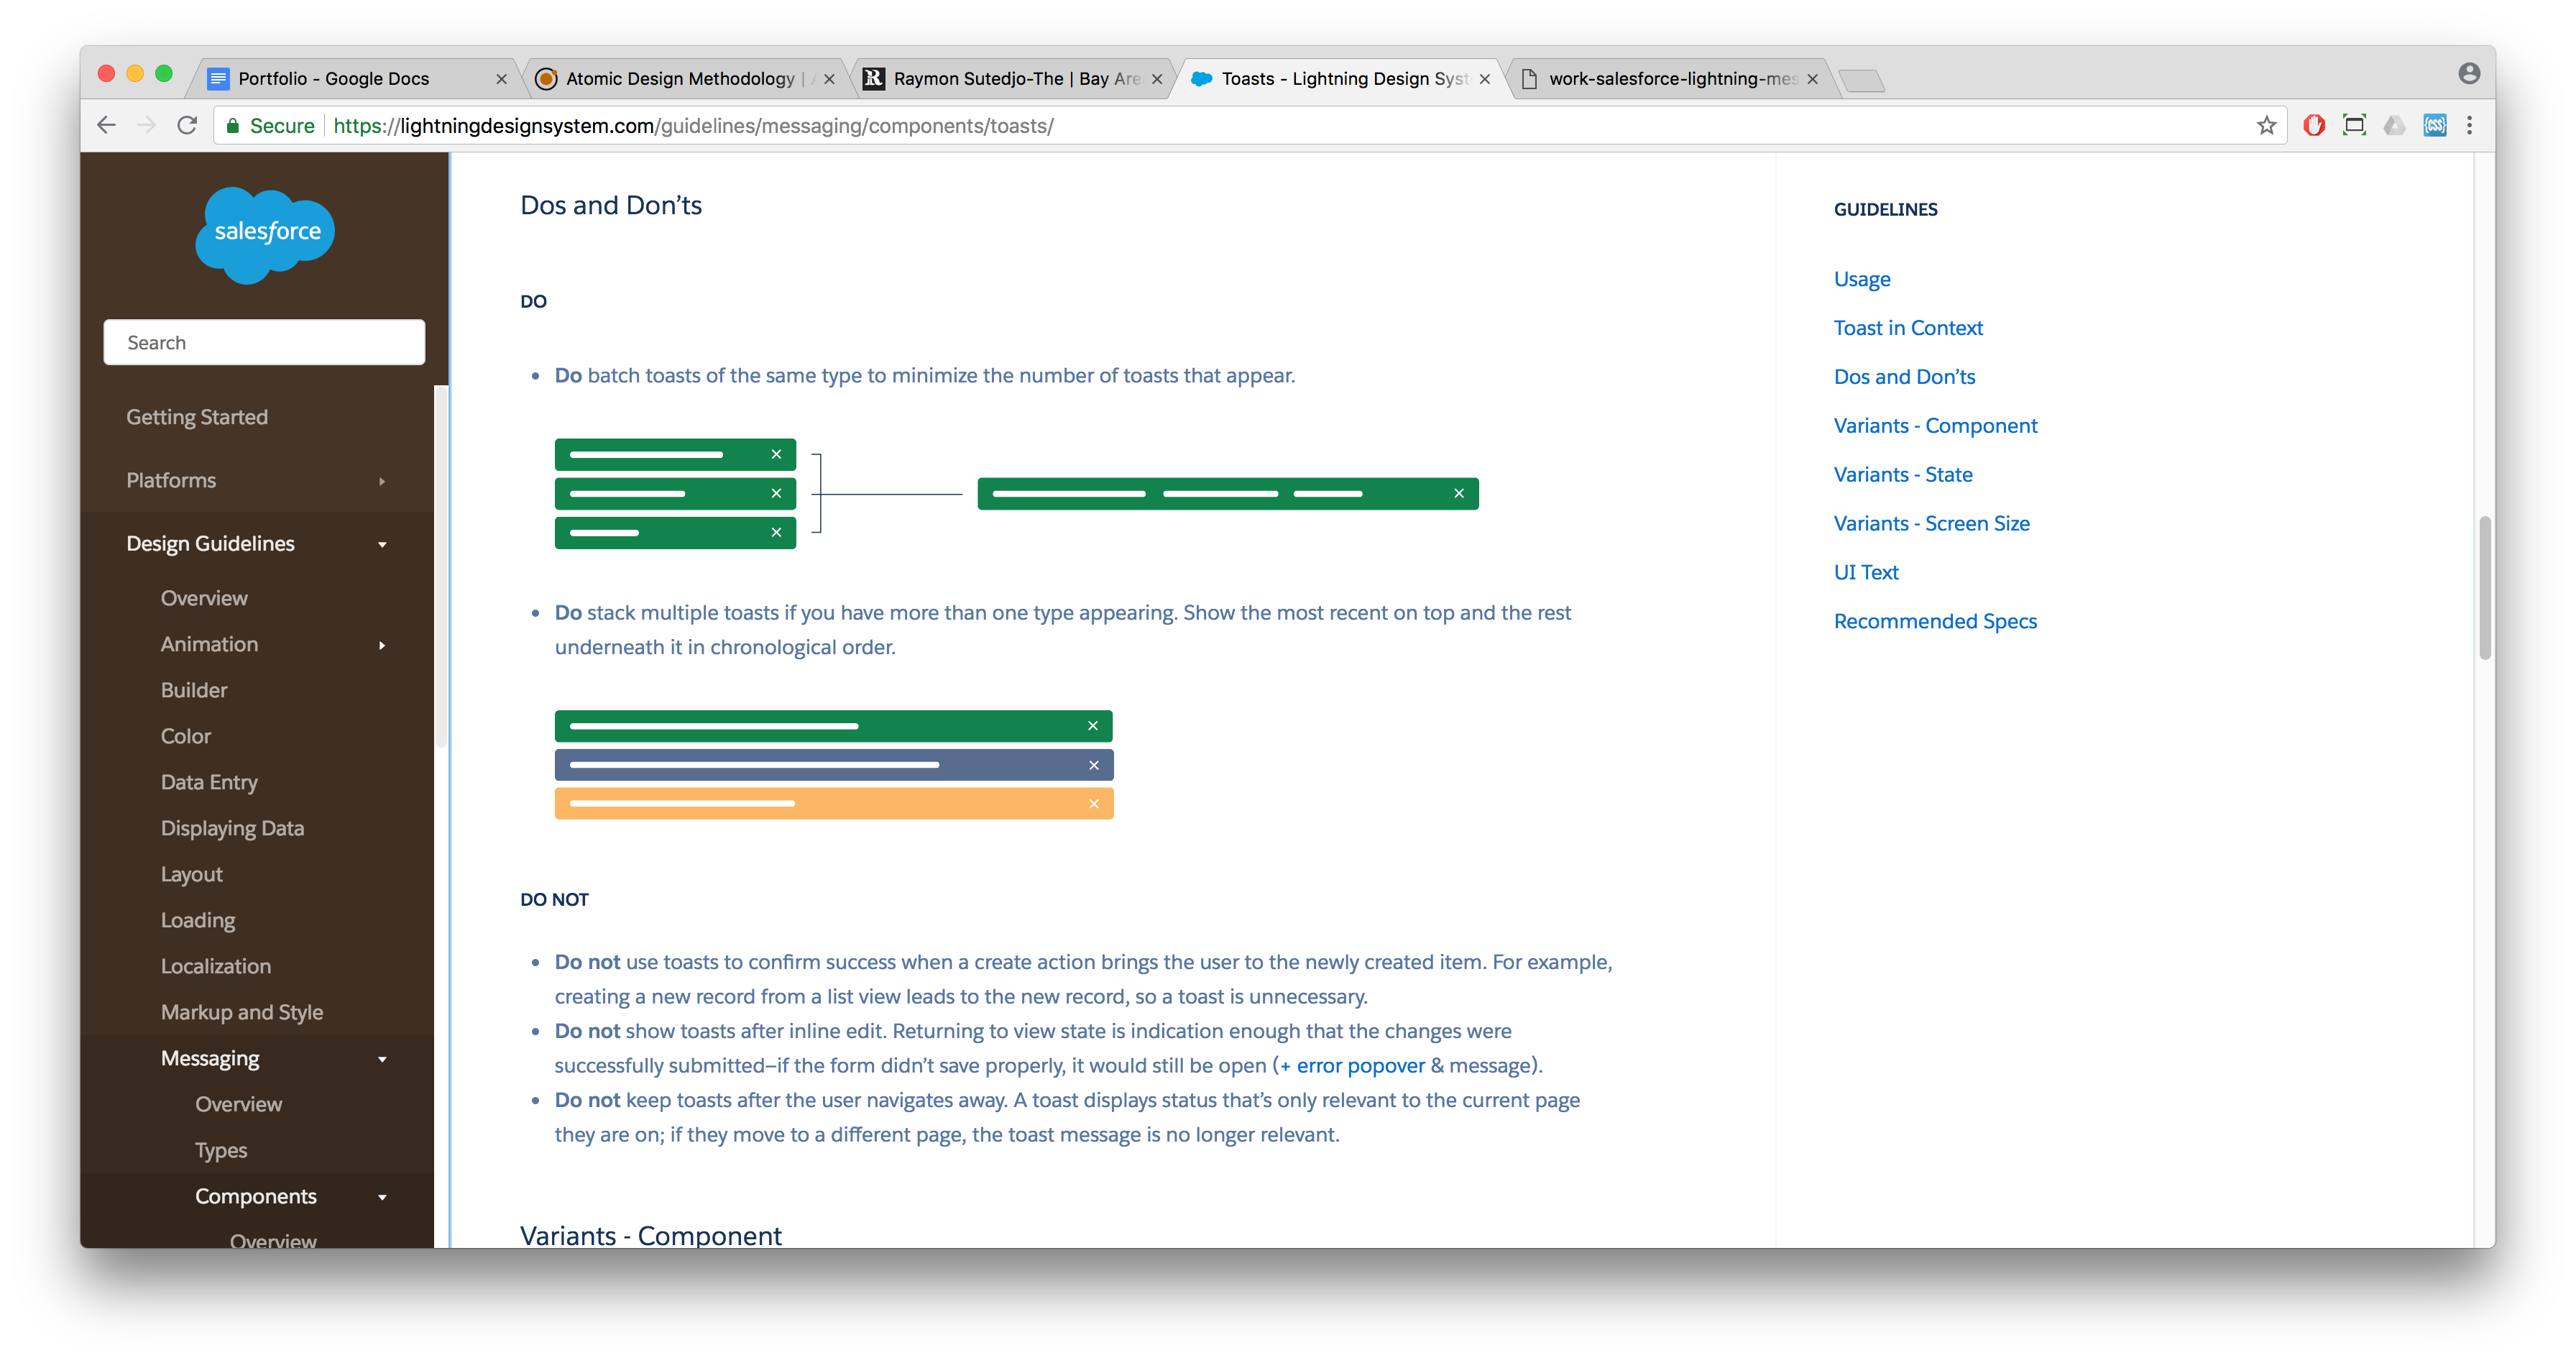 Portfolio - Google Docs
Atomic Design Methodology |
Raymon Sutedjo-The | Bay Are
Toasts - Lightning Design Syst
work-salesforce-lightning-mes
Secure
https://lightningdesignsystem.com/guidelines/messaging/components/toasts/
{CSS}
salesforce
Search
Getting Started
Platforms
Design Guidelines
Overview
Animation
Builder
Color
Data Entry
Displaying Data
Layout
Loading
Localization
Markup and Style
Messaging
Overview
Types
Components
Overview
Dos and Don’ts
DO
• Do batch toasts of the same type to minimize the number of toasts that appear.
• Do stack multiple toasts if you have more than one type appearing. Show the most recent on top and the rest
underneath it in chronological order.
DO NOT
• Do not use toasts to confirm success when a create action brings the user to the newly created item. For example,
creating a new record from a list view leads to the new record, so a toast is unnecessary.
• Do not show toasts after inline edit. Returning to view state is indication enough that the changes were
successfully submitted–if the form didn’t save properly, it would still be open (+ error popover & message).
• Do not keep toasts after the user navigates away. A toast displays status that’s only relevant to the current page
they are on; if they move to a different page, the toast message is no longer relevant.
Variants - Component
GUIDELINES
Usage
Toast in Context
Dos and Don’ts
Variants - Component
Variants - State
Variants - Screen Size
UI Text
Recommended Specs